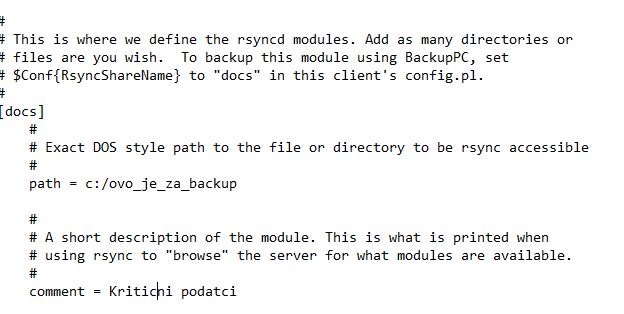 #
# This is where we define the rsyncd modules. Add as many directories or
# files are you wish.  To backup this module using BackupPC, set
# $Conf{RsyncShareName} to "docs" in this client's config.pl.
#
[docs]
    #
    # Exact DOS style path to the file or directory to be rsync accessible
    #
    path = c:/ovo_je_za_backup

    #
    # A short description of the module. This is what is printed when
    # using rsync to "browse" the server for what modules are available.
    #
    comment = Kritichi podatci